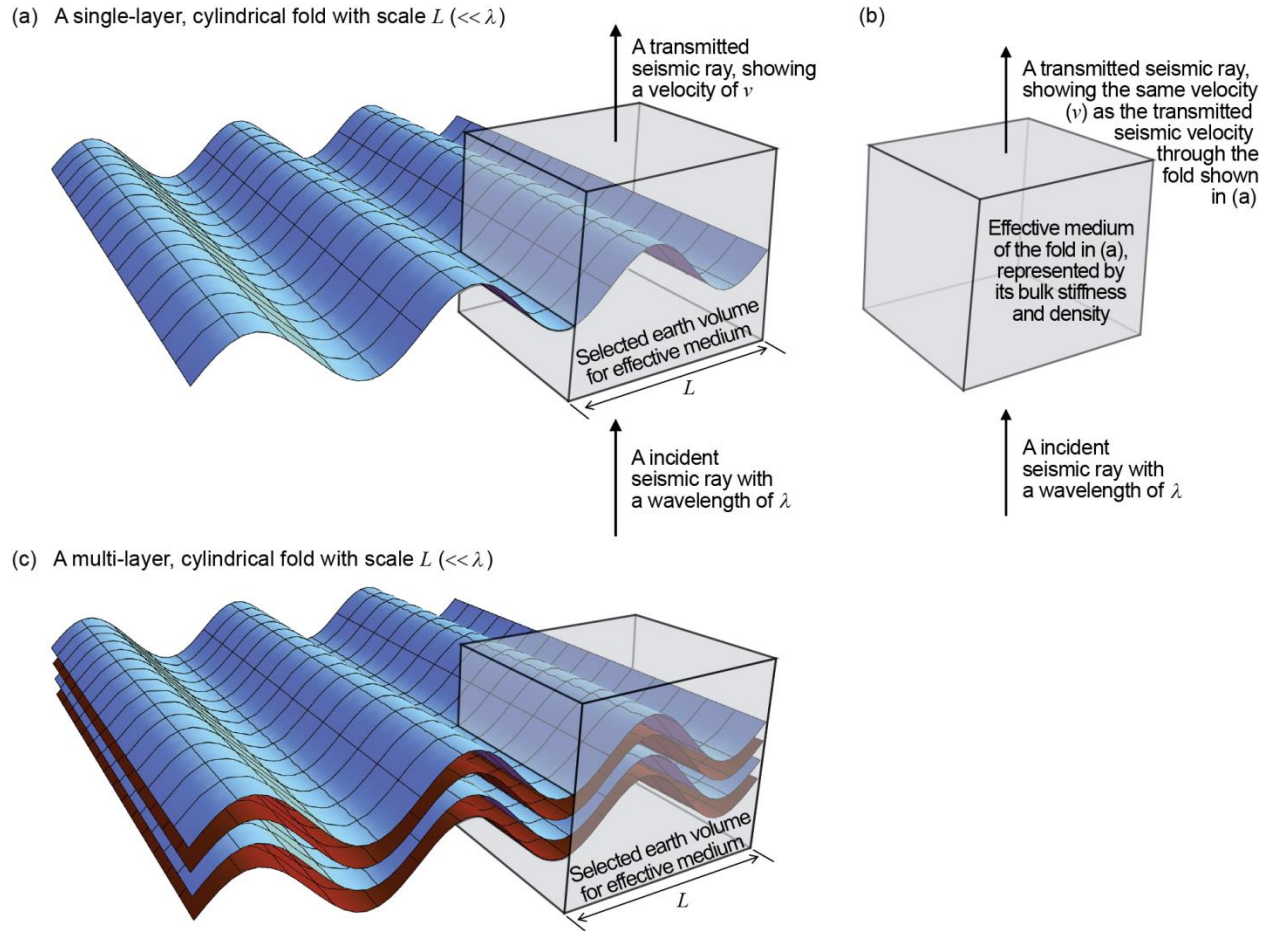 (a) A single-layer, cylindrical fold with scale L (<< λ)
A transmitted
seismic ray, showing
a velocity of v
Selected earth volume
for effective medium
L
A incident
seismic ray with
a wavelength of λ
(b)
A transmitted seismic ray,
showing the same velocity
(v) as the transmitted
seismic velocity
through the
fold shown
in (a)
Effective medium
of the fold in (a),
represented by
its bulk stiffness
and density
A incident
seismic ray with
a wavelength of λ
(c) A multi-layer, cylindrical fold with scale L (<< λ)
Selected earth volume
for effective medium
L